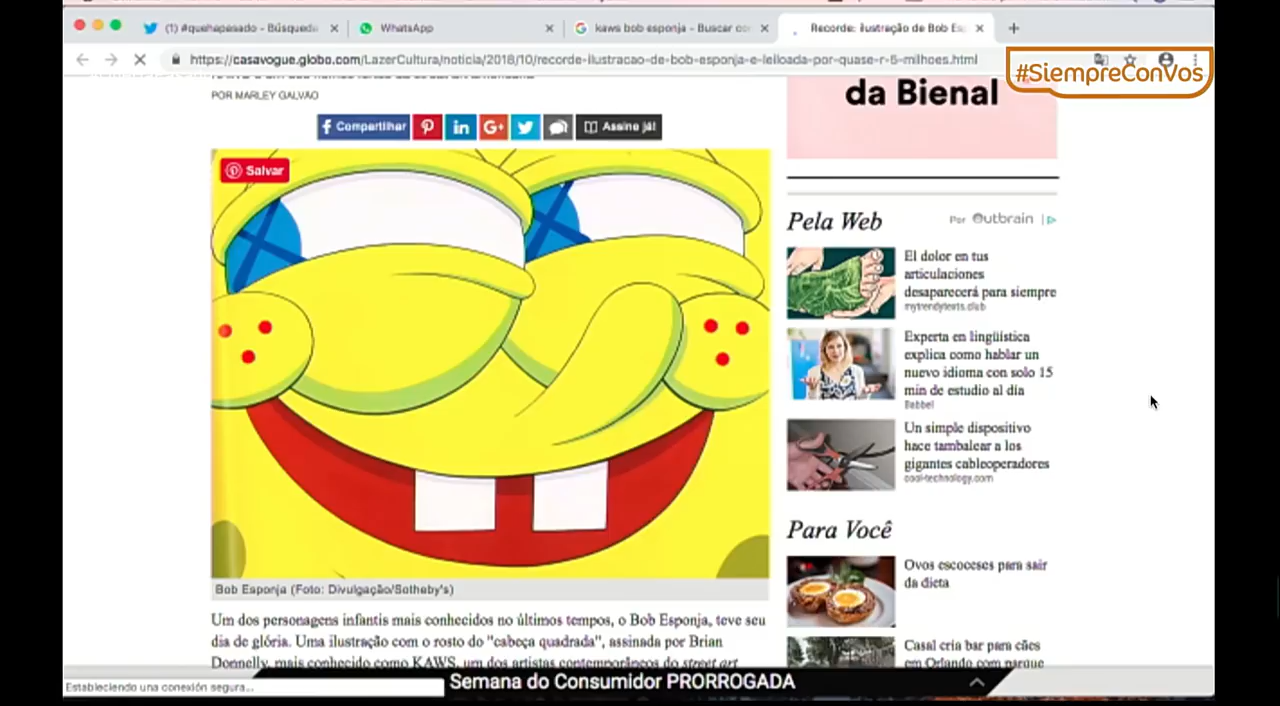 (1) #quehapasado - Búsqueda
WhatsApp
kaws bob esponja - Buscar con
Recorde: ilustração de Bob Es
https://casavogue.globo.com/LazerCultura/noticia/2018/10/recorde-ilustracao-de-bob-esponja-e-leiloada-por-quase-r-5-milhoes.html
#SiempreConVos
POR MARLEY GALVÃO
da Bienal
Compartilhar
G+
Assine já!
Salvar
Pela Web
Por Outbrain
El dolor en tus
articulaciones
desaparecerá para siempre
mytrendytexts.club
Experta en lingüística
explica como hablar un
nuevo idioma con solo 15
min de estudio al día
Babbel
Un simple dispositivo
hace tambalear a los
gigantes cableoperadores
cool-technology.com
Para Você
Ovos escoceses para sair
da dieta
Casal cria bar para cães
em Orlando com parque
Bob Esponja (Foto: Divulgação/Sotheby's)
Um dos personagens infantis mais conhecidos no últimos tempos, o Bob Esponja, teve seu
dia de glória. Uma ilustração com o rosto do "cabeça quadrada", assinada por Brian
Donnelly, mais conhecido como KAWS, um dos artistas contemporâneos do street art
Semana do Consumidor PRORROGADA
Estableciendo una conexión segura...